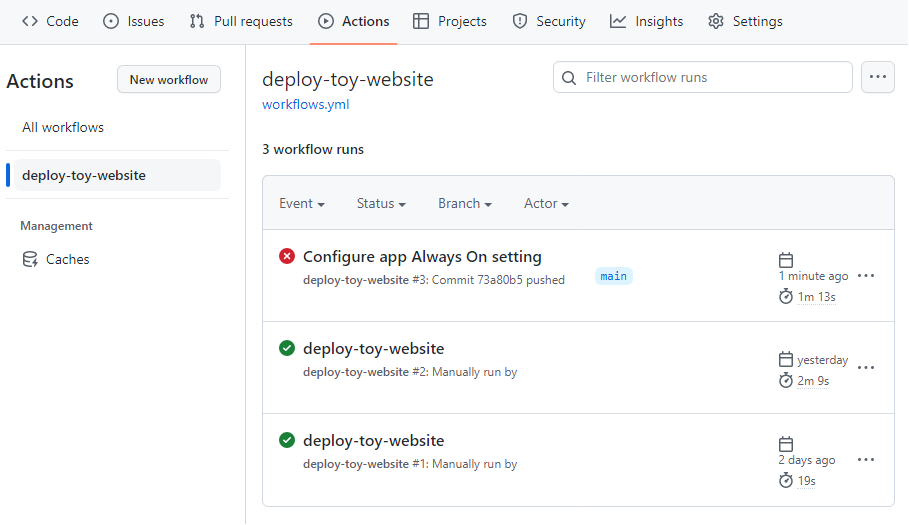 Code Issues Pull requests Actions Projects Security Insights Settings
Actions
New workflow
All workflows
deploy-toy-website
Management
Caches
deploy-toy-website
workflows.yml
Filter workflow runs
3 workflow runs
Event Status Branch Actor
Configure app Always On setting
deploy-toy-website #3: Commit 73a80b5 pushed
main
1 minute ago
1m 13s
deploy-toy-website
deploy-toy-website #2: Manually run by
yesterday
2m 9s
deploy-toy-website
deploy-toy-website #1: Manually run by
2 days ago
19s